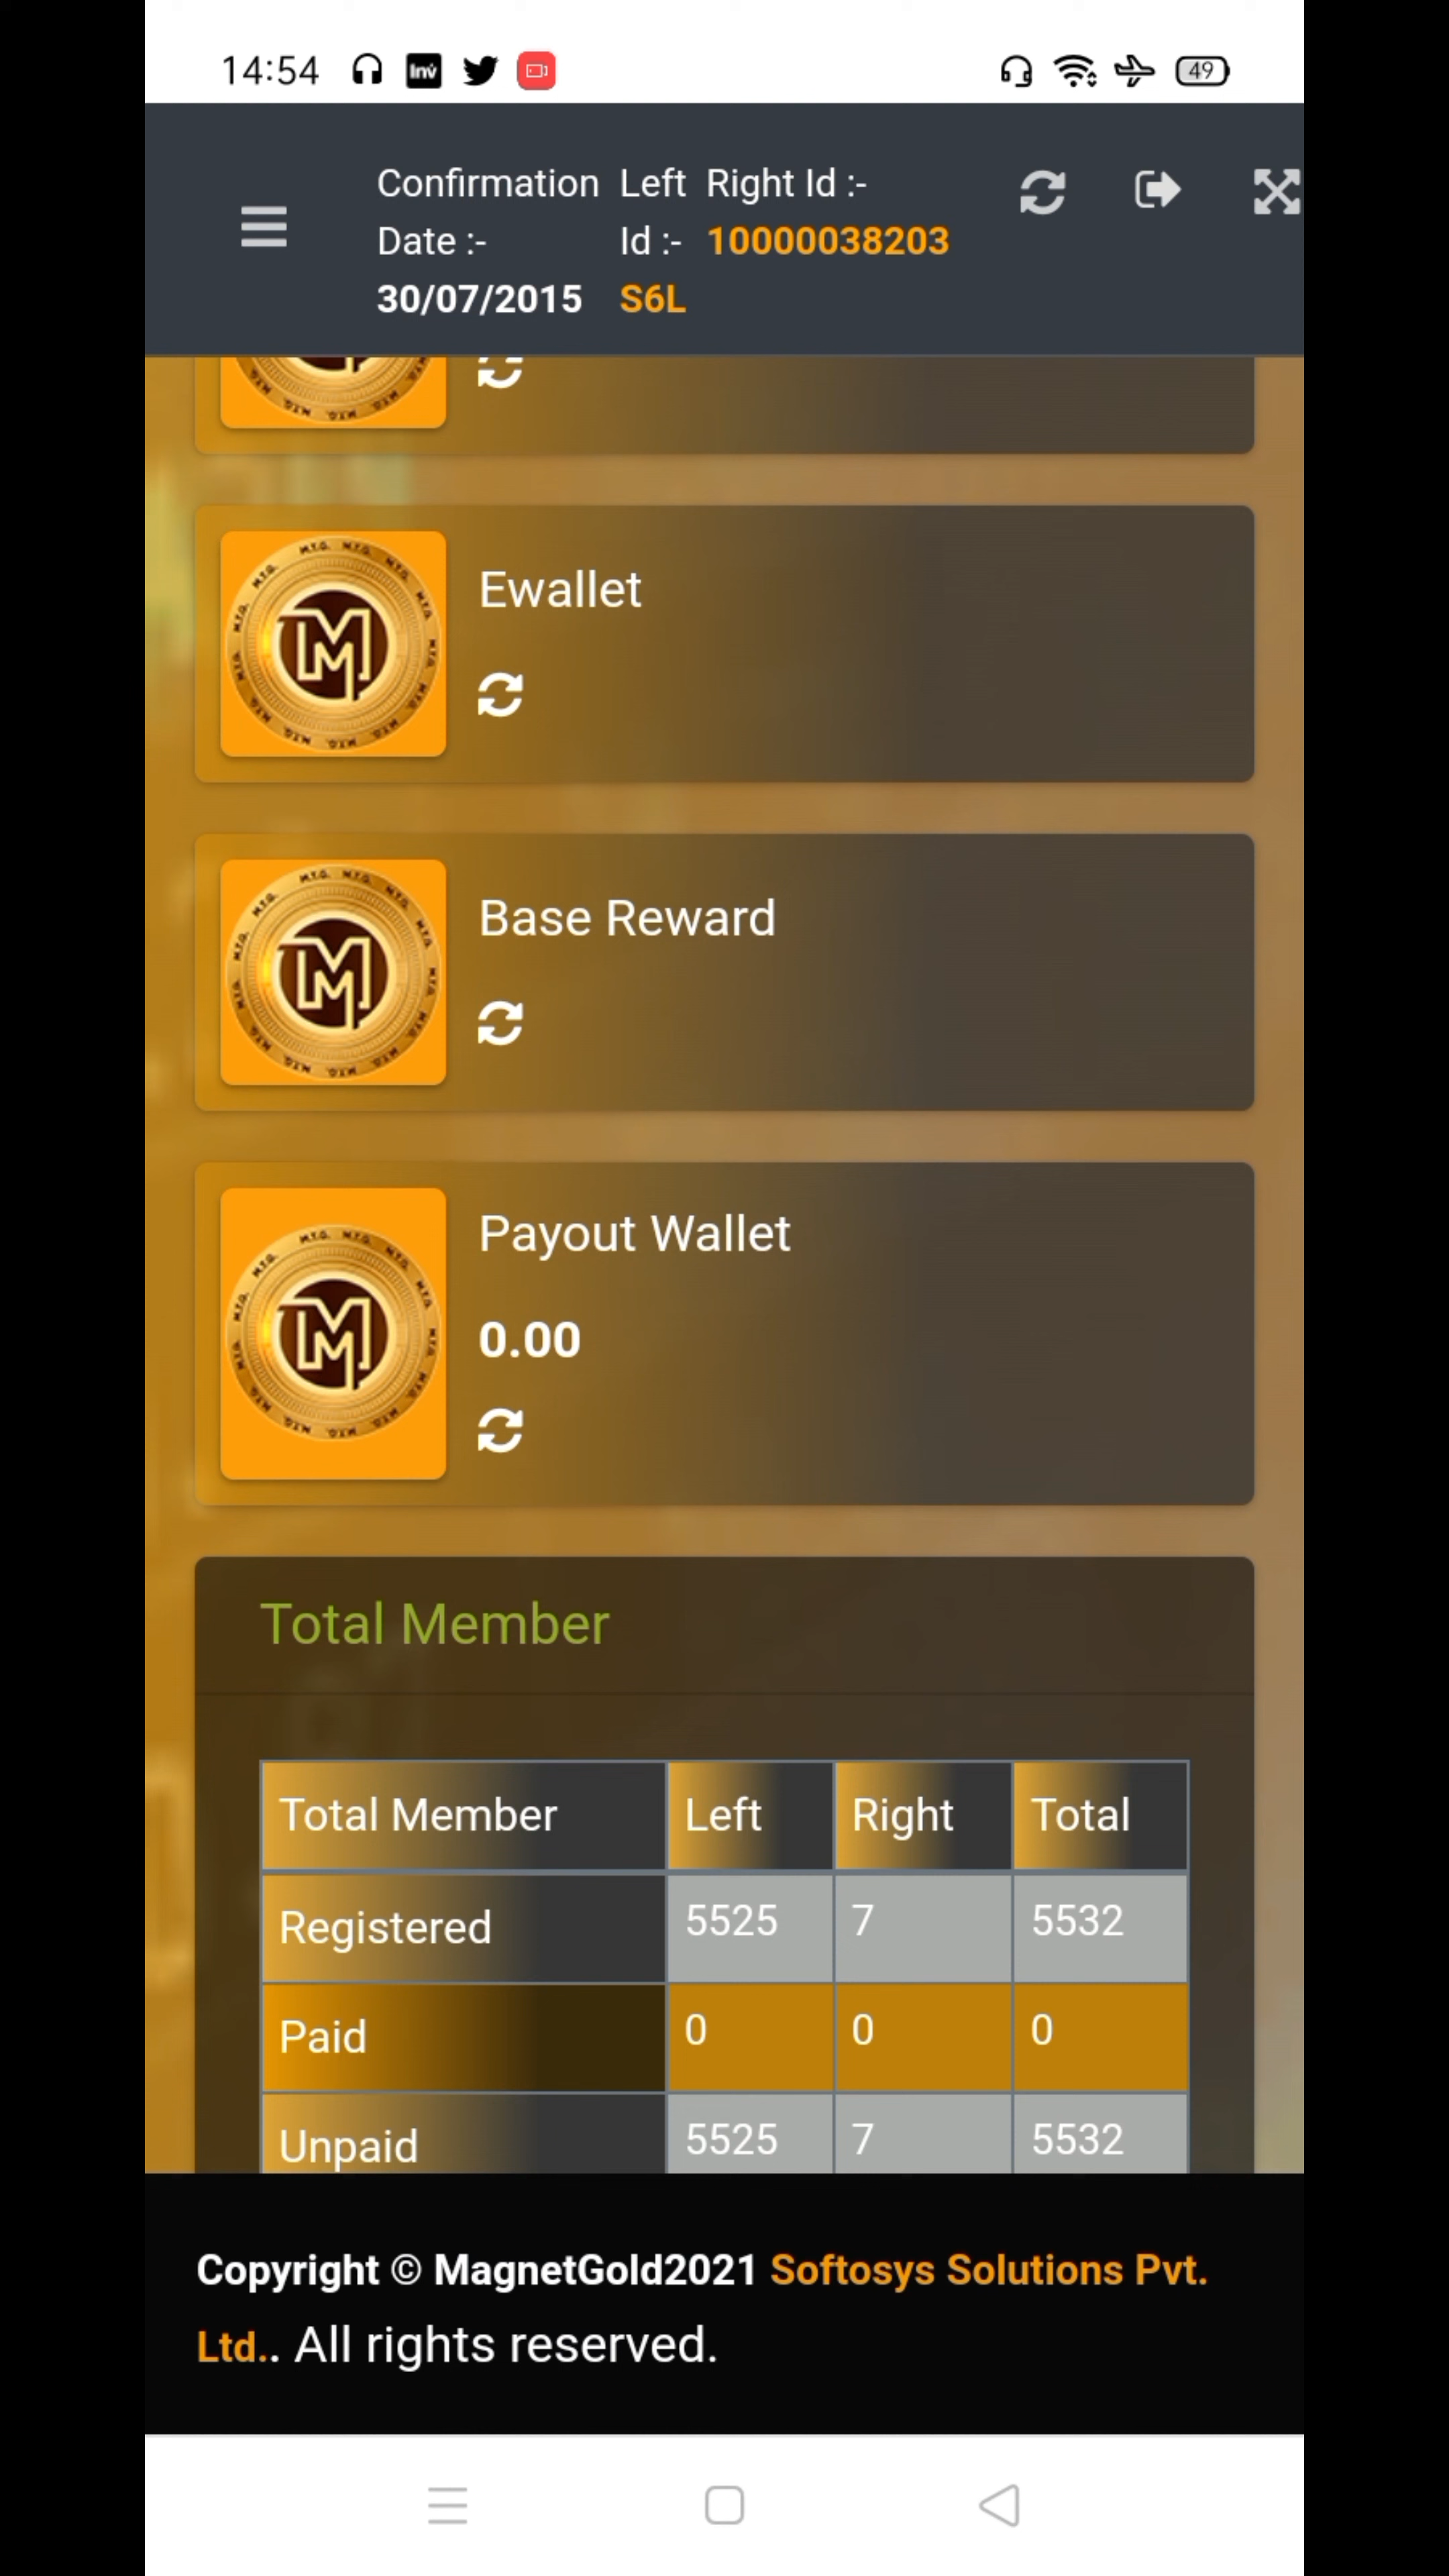 14:54
Inv
49
Confirmation Left Right Id :-
Date :- Id :- 10000038203
30/07/2015 S6L
Ewallet
Base Reward
Payout Wallet
0.00
Total Member
Total Member Left Right Total
Registered 5525 7 5532
Paid 0 0 0
Unpaid 5525 7 5532
Copyright © MagnetGold2021 Softosys Solutions Pvt.
Ltd.. All rights reserved.